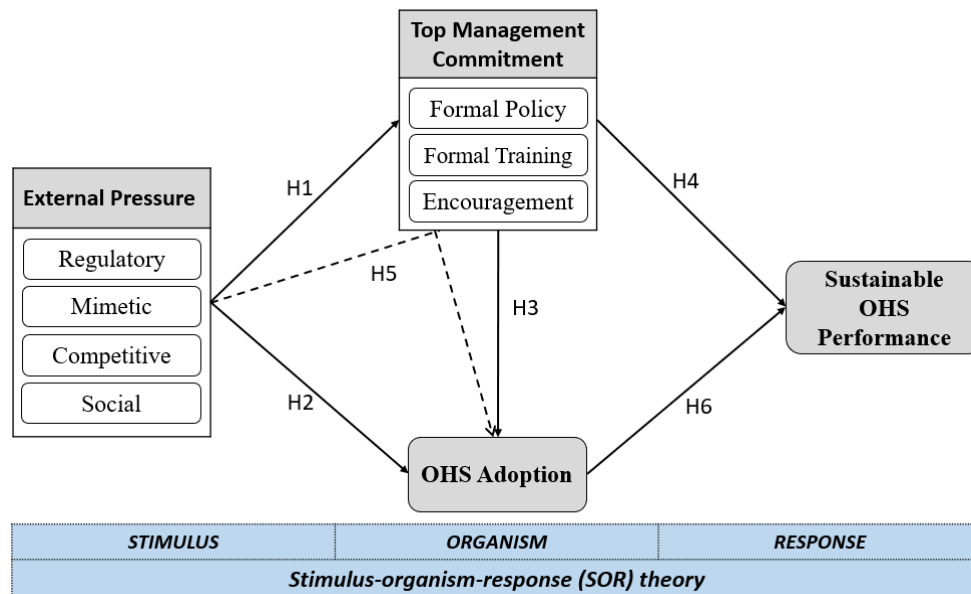 Top Management
Commitment
Formal Policy
Formal Training
Encouragement
External Pressure
Regulatory
Mimetic
Competitive
Social
H1
H2
H5
H3
H4
H6
Sustainable
OHS
Performance
OHS Adoption
STIMULUS
ORGANISM
RESPONSE
Stimulus-organism-response (SOR) theory